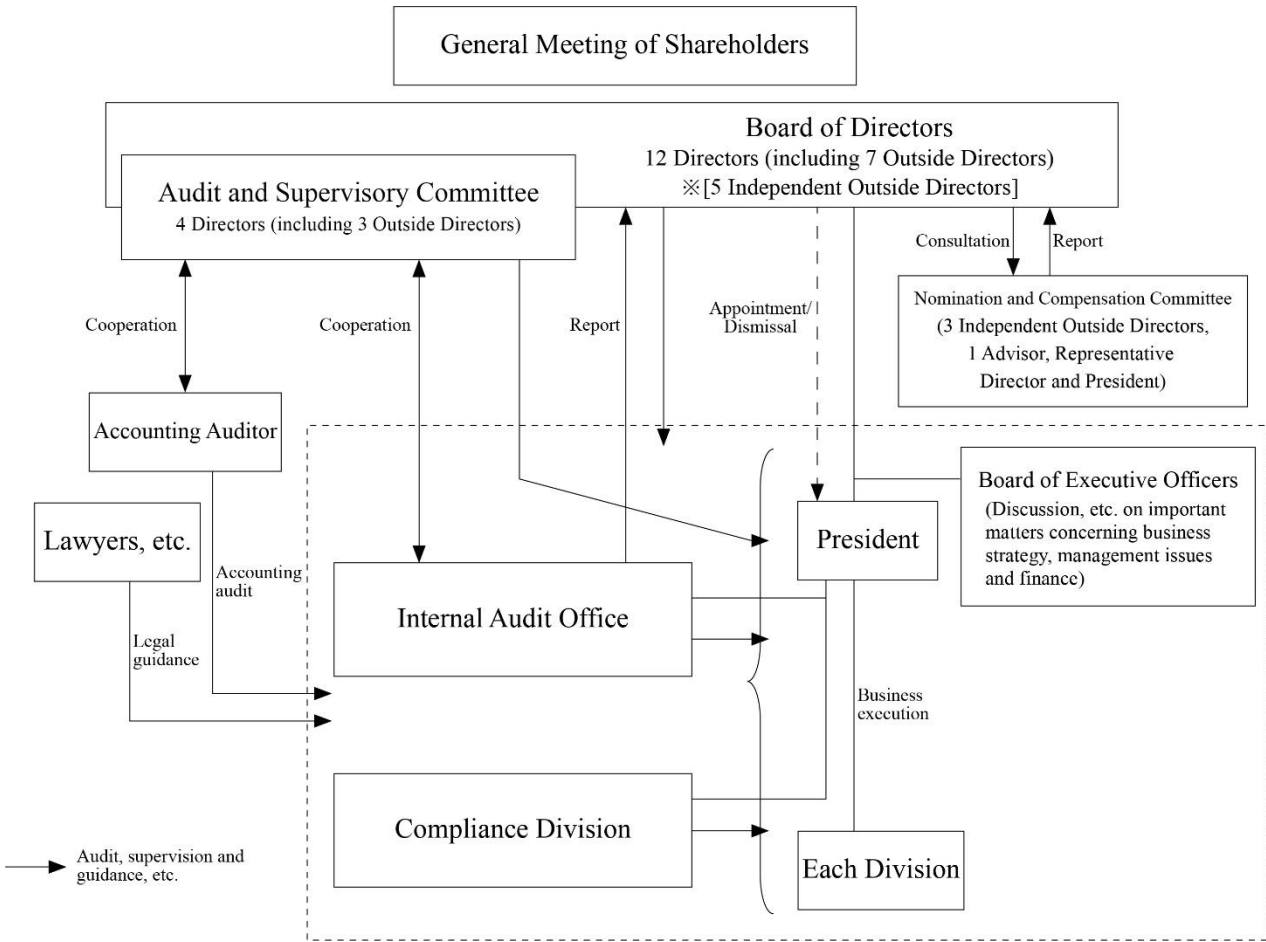 General Meeting of Shareholders
Board of Directors
12 Directors (including 7 Outside Directors)
※[5 Independent Outside Directors]
Audit and Supervisory Committee
4 Directors (including 3 Outside Directors)
Consultation
Report
Nomination and Compensation Committee
(3 Independent Outside Directors,
1 Advisor, Representative
Director and President)
Cooperation
Cooperation
Report
Appointment/
Dismissal
Accounting Auditor
Board of Executive Officers
(Discussion, etc. on important
matters concerning business
strategy, management issues
and finance)
Lawyers, etc.
President
Accounting
audit
Internal Audit Office
Legal
guidance
Business
execution
Compliance Division
Each Division
Audit, supervision and
guidance, etc.